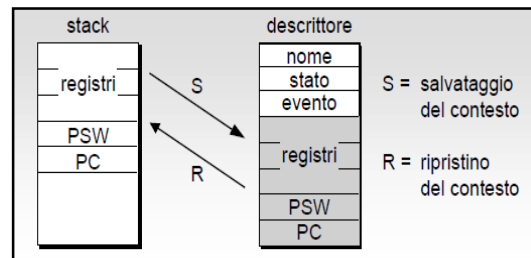 stack
registri
PSW
PC
S
R
descrittore
nome
stato
evento
registri
PSW
PC
S = salvataggio
del contesto
R = ripristino
del contesto